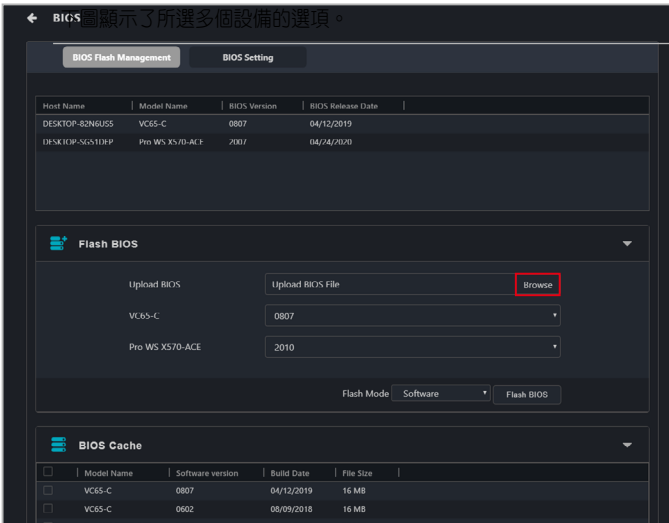 BIOS
下圖顯示了所選多個設備的選項。
BIOS Flash Management BIOS Setting
Host Name Model Name BIOS Version BIOS Release Date
DESKTOP-82N6US5 VC65-C 0807 04/12/2019
DESKTOP-SG51DEP Pro WS X570-ACE 2007 04/24/2020
Flash BIOS
Upload BIOS Upload BIOS File Browse
VC65-C 0807
Pro WS X570-ACE 2010
Flash Mode Software Flash BIOS
BIOS Cache
Model Name Software version Build Date File Size
VC65-C 0807 04/12/2019 16 MB
VC65-C 0602 08/09/2018 16 MB